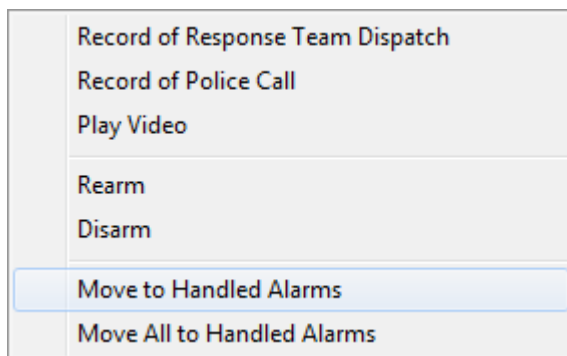 Record of Response Team Dispatch
Record of Police Call
Play Video
Rearm
Disarm
Move to Handled Alarms
Move All to Handled Alarms